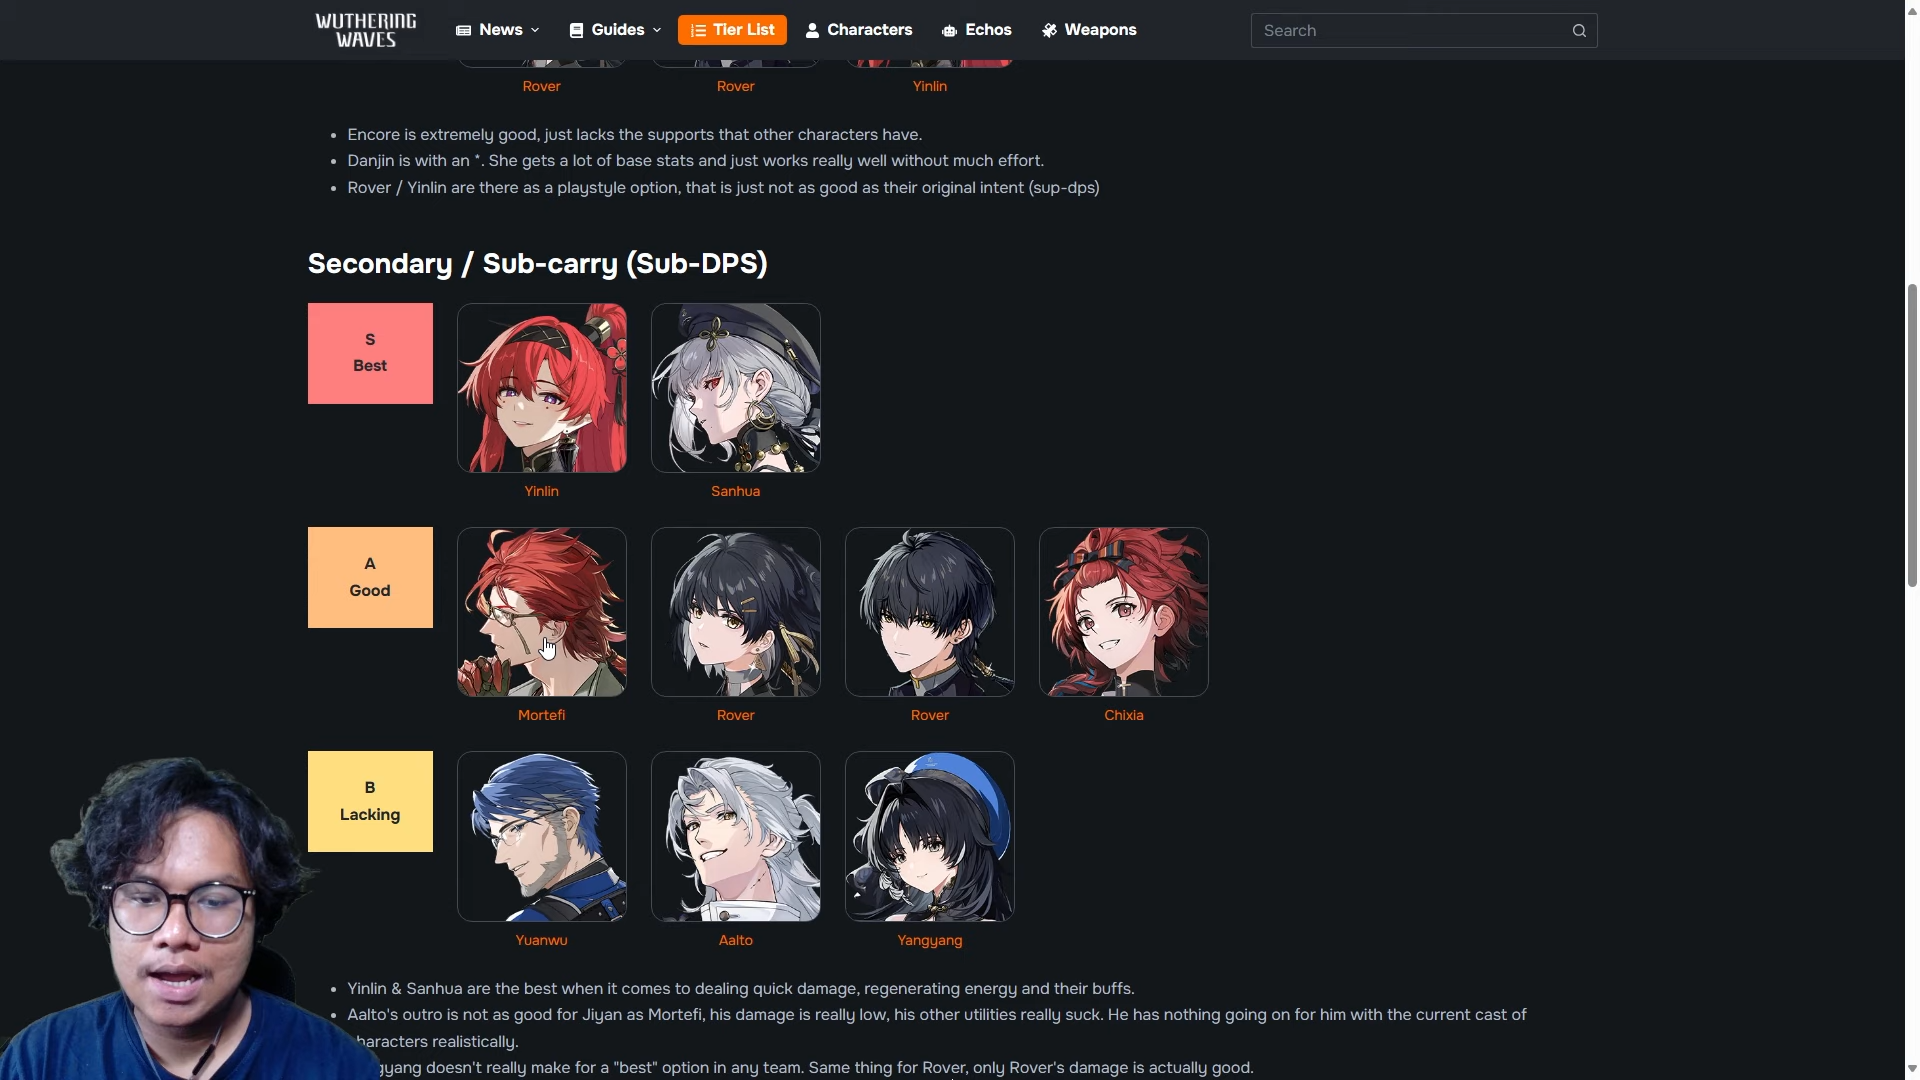 WUTHERING
WAVES
News
Guides
Tier List
Characters
Echos
Weapons
Search
Rover
Rover
Yinlin
• Encore is extremely good, just lacks the supports that other characters have.
• Danjin is with an *. She gets a lot of base stats and just works really well without much effort.
• Rover / Yinlin are there as a playstyle option, that is just not as good as their original intent (sup-dps)
Secondary / Sub-carry (Sub-DPS)
S
Best
Yinlin
Sanhua
A
Good
Mortefi
Rover
Rover
Chixia
B
Lacking
Yuanwu
Aalto
Yangyang
• Yinlin & Sanhua are the best when it comes to dealing quick damage, regenerating energy and their buffs.
• Aalto's outro is not as good for Jiyan as Mortefi, his damage is really low, his other utilities really suck. He has nothing going on for him with the current cast of
haracters realistically.
gyang doesn't really make for a "best" option in any team. Same thing for Rover, only Rover's damage is actually good.